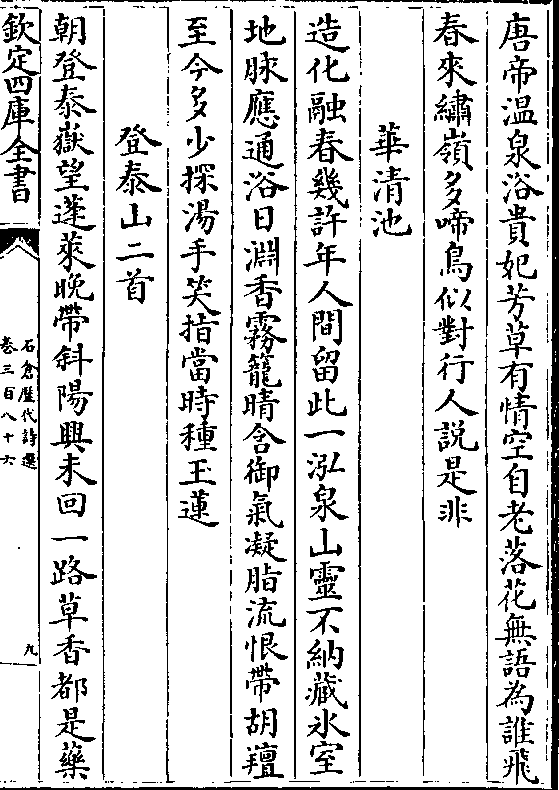 唐帝温泉浴貴妃芳草有情空自老落花無語為誰飛
春來繡嶺多啼鳥似對行人説是非
華清池
造化融春幾許年人間留此一泓泉山靈不納藏氷室
地脉應通浴日淵香霧籠晴含御氣凝脂流恨帶胡羶
至今多少探湯手笑指當時種玉蓮
登泰山二首
朝登泰嶽望蓬萊晚帶斜陽興未回一路草香都是藥
欽定四庫全書
石倉歴代詩選
卷三百八十六
九